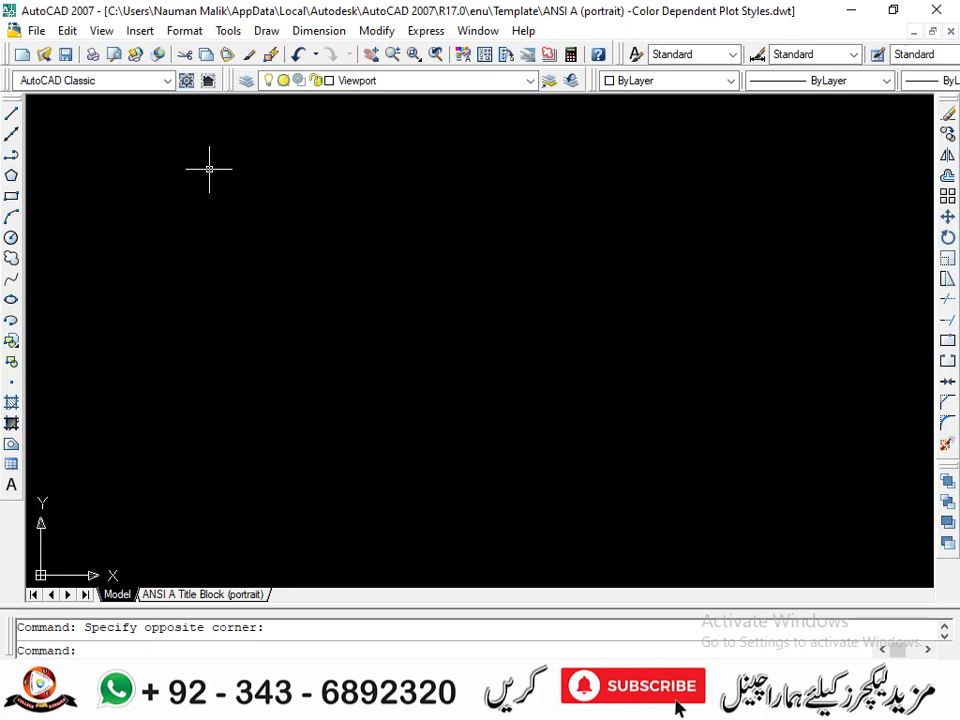 AutoCAD 2007 - [C:\Users\Nauman Malik\AppData\Local\Autodesk\AutoCAD 2007\R17.0\enu\Template\ANSI A (portrait) -Color Dependent Plot Styles.dwt]
File Edit View Insert Format Tools Draw Dimension Modify Express Window Help
Standard Standard Standard
AutoCAD Classic Viewport ByLayer ByLayer ByL
A
Y
X
Model ANSI A Title Block (portrait)
Command: Specify opposite corner:
Command:
Activate Windows
Go to Settings to activate Windows.
+ 92 - 343 - 6892320 کریں SUBSCRIBE مزید لیکچرز کیلئے ہمارا چینل